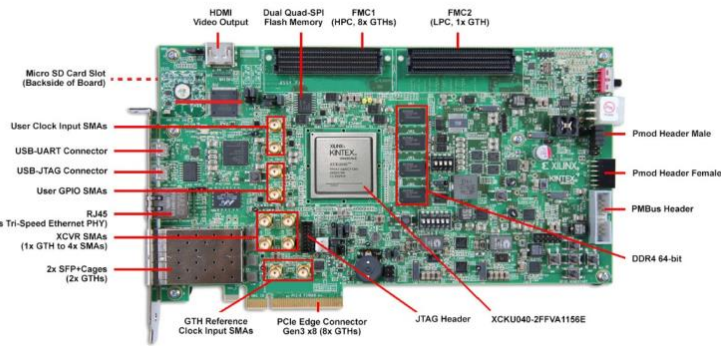 HDMI
Video Output
Dual Quad-SPI
Flash Memory
FMC1
(HPC, 8x GTHs)
FMC2
(LPC, 1x GTH)
Micro SD Card Slot
(Backside of Board)
User Clock Input SMAs
USB-UART Connector
USB-JTAG Connector
User GPIO SMAs
RJ45
s Tri-Speed Ethernet PHY)
XCVR SMAs
(1x GTH to 4x SMAs)
2x SFP+Cages
(2x GTHs)
XILINX
KINTEX
XILINX
KINTEX
Pmod Header Male
Pmod Header Female
PMBus Header
DDR4 64-bit
GTH Reference
Clock Input SMAs
PCIe Edge Connector
Gen3 x8 (8x GTHs)
JTAG Header
XCKU040-2FFVA1156E